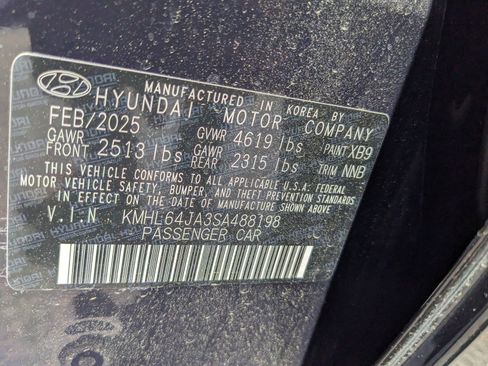 MANUFACTURED IN KOREA BY
HYUNDAI MOTOR COMPANY
FEB/2025 GVWR 4619 lbs PAINT XB9
GAWR FRONT 2513 lbs GAWR REAR 2315 lbs TRIM NNB
THIS VEHICLE CONFORMS TO ALL APPLICABLE U.S.A. FEDERAL
MOTOR VEHICLE SAFETY, BUMPER, AND THEFT PREVENTION STANDARDS
IN EFFECT ON THE DATE OF MANUFACTURE SHOWN ABOVE.
V.I.N KMHL64JA3SA488198
PASSENGER CAR